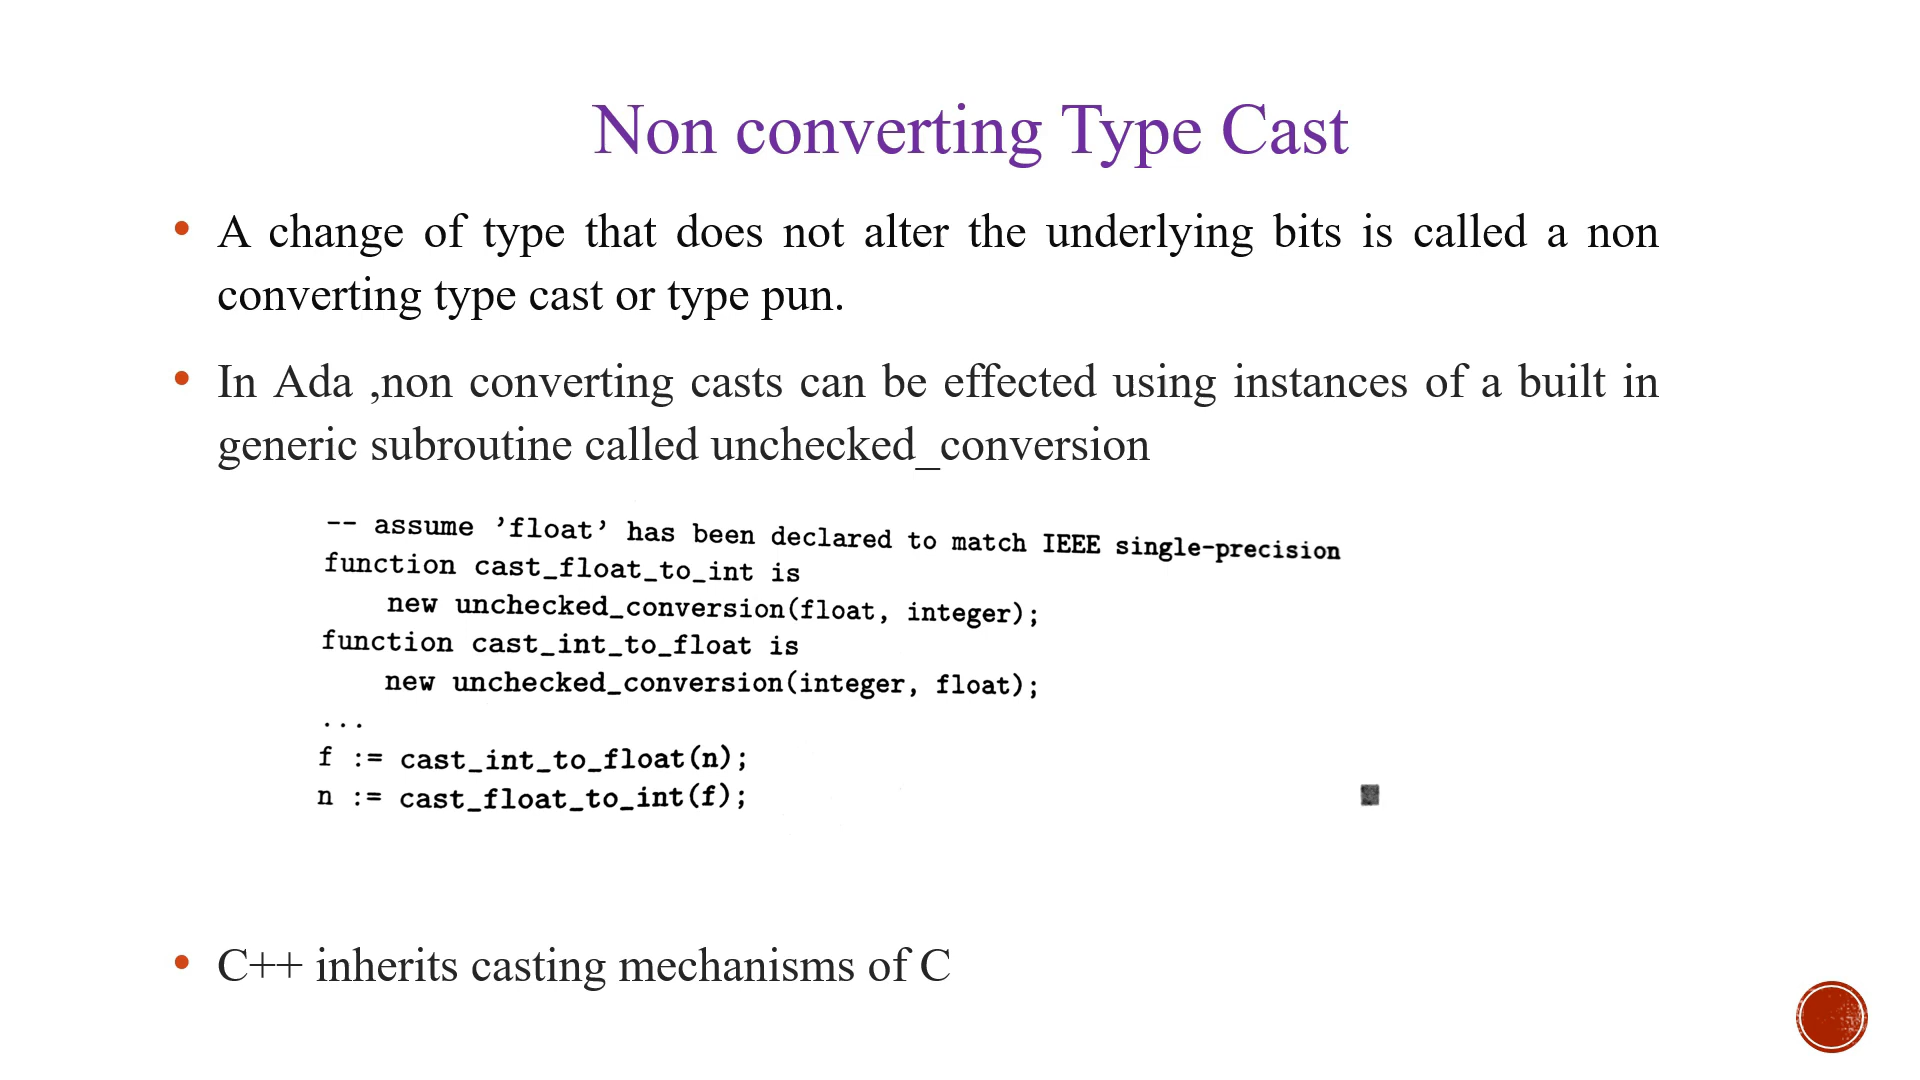 Non converting Type Cast
• A change of type that does not alter the underlying bits is called a non
converting type cast or type pun.
• In Ada ,non converting casts can be effected using instances of a built in
generic subroutine called unchecked_conversion
-- assume ’float’ has been declared to match IEEE single-precision
function cast_float_to_int is
    new unchecked_conversion(float, integer);
function cast_int_to_float is
    new unchecked_conversion(integer, float);
...
f := cast_int_to_float(n);
n := cast_float_to_int(f);
• C++ inherits casting mechanisms of C